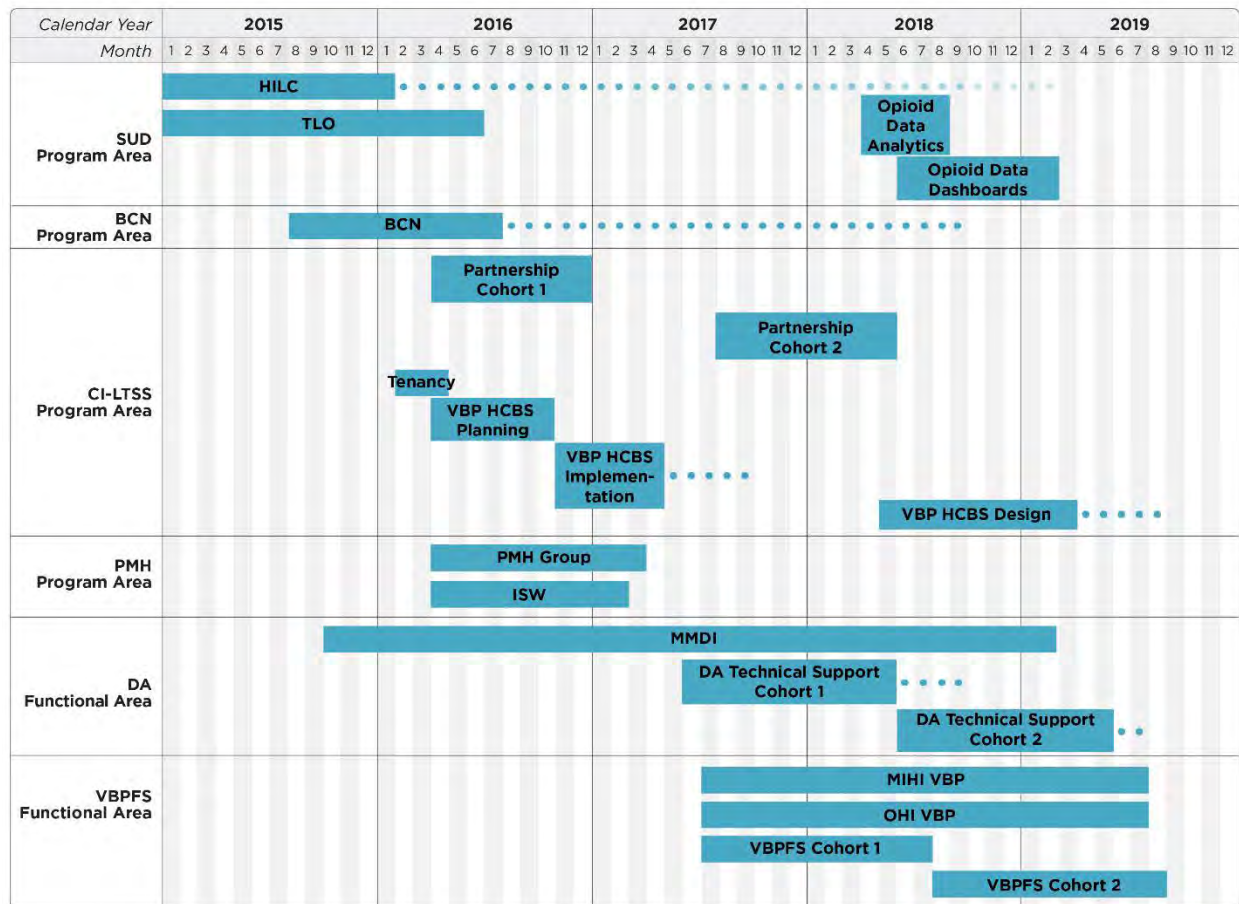 Calendar Year 2015 2016 2017 2018 2019
Month 1 2 3 4 5 6 7 8 9 10 11 12 1 2 3 4 5 6 7 8 9 10 11 12 1 2 3 4 5 6 7 8 9 10 11 12 1 2 3 4 5 6 7 8 9 10 11 12 1 2 3 4 5 6 7 8 9 10 11 12
SUD
Program Area
HILC
TLO
Opioid
Data
Analytics
Opioid Data
Dashboards
BCN
Program Area
BCN
CI-LTSS
Program Area
Partnership
Cohort 1
Partnership
Cohort 2
Tenancy
VBP HCBS
Planning
VBP HCBS
Implemen-
tation
VBP HCBS Design
PMH
Program Area
PMH Group
ISW
DA
Functional Area
MMDI
DA Technical Support
Cohort 1
DA Technical Support
Cohort 2
VBPFS
Functional Area
MIHI VBP
OHI VBP
VBPFS Cohort 1
VBPFS Cohort 2